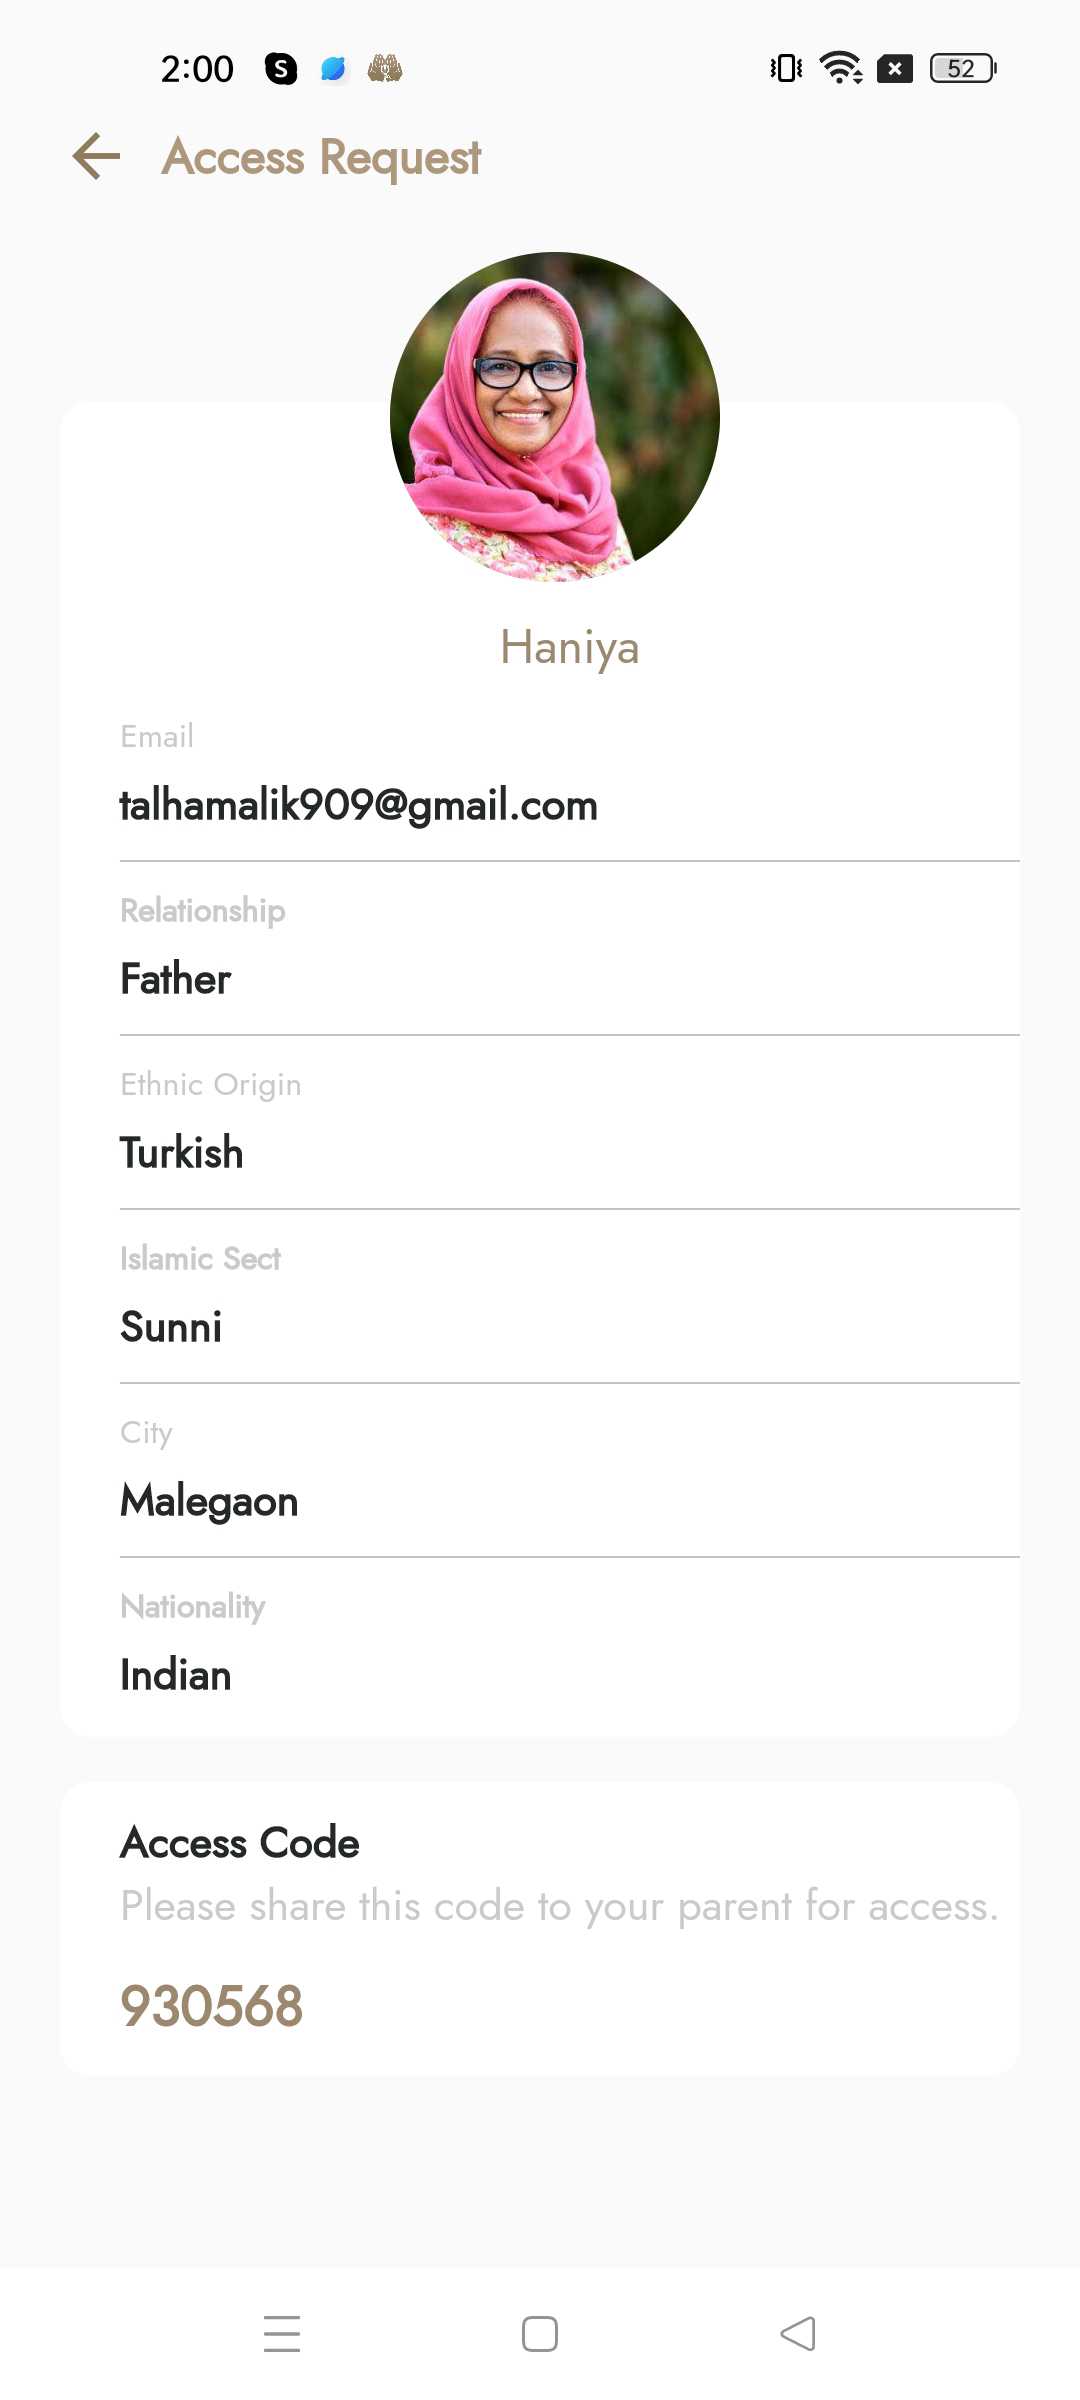 2:00
52
Access Request
Haniya
Email
talhamalik909@gmail.com
Relationship
Father
Ethnic Origin
Turkish
Islamic Sect
Sunni
City
Malegaon
Nationality
Indian
Access Code
Please share this code to your parent for access.
930568